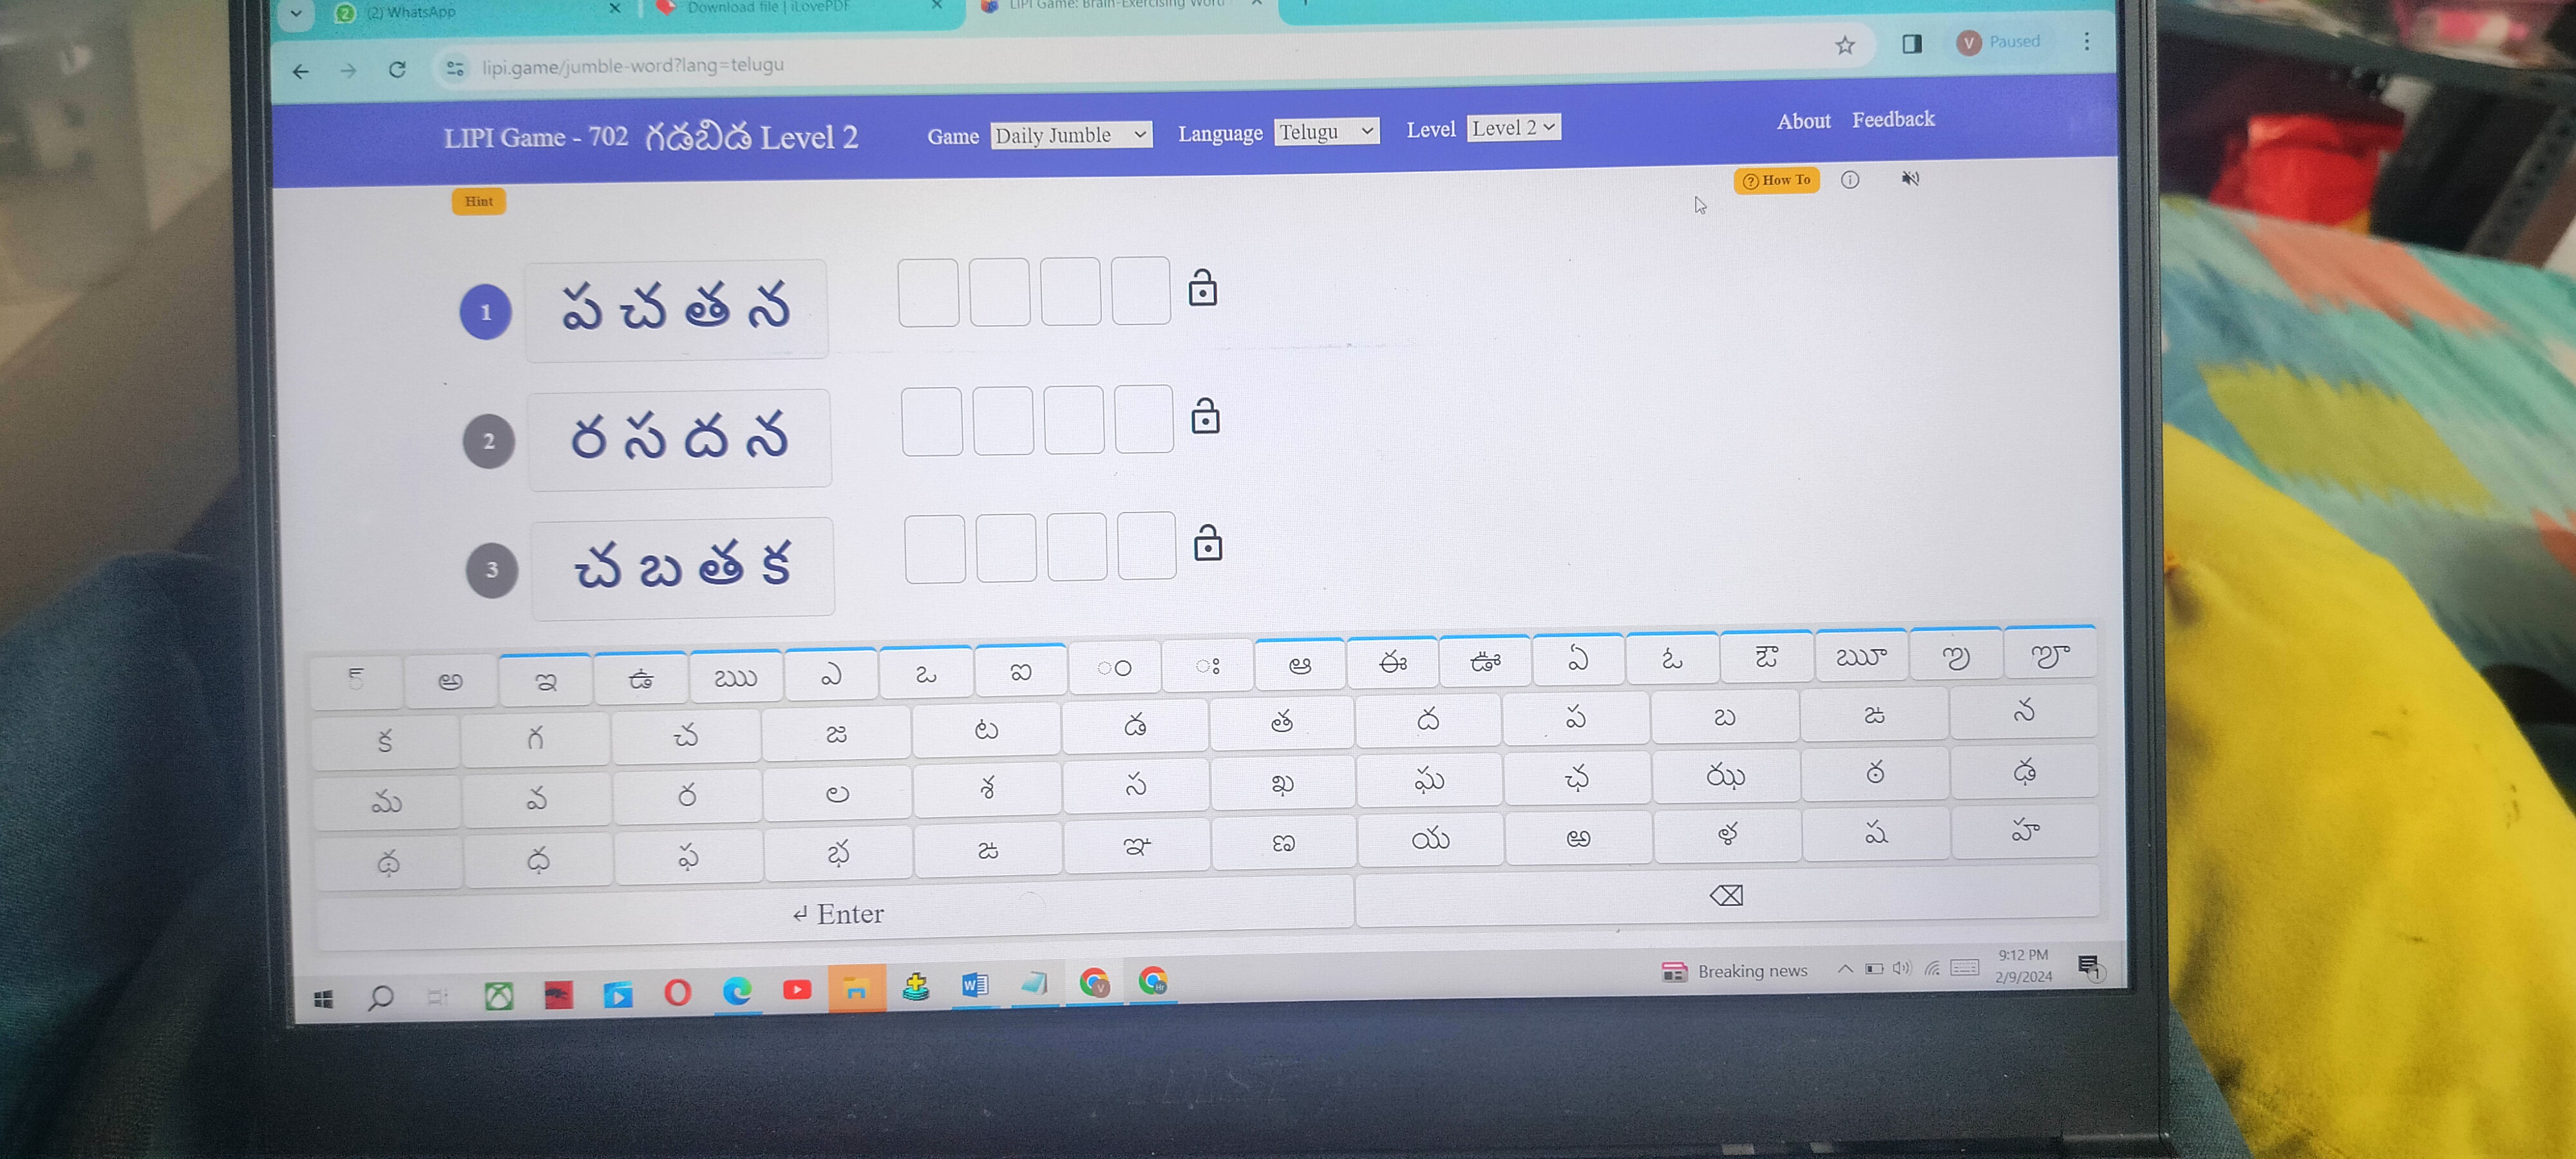 (2) WhatsApp
Download file | iLovePDF
LIPI Game: Brain-Exercising Word
lipi.game/jumble-word?lang=telugu
V Paused
LIPI Game - 702 గడబిడ Level 2 Game Daily Jumble Language Telugu Level Level 2 About Feedback
Hint
? How To
1 ప చ త న
2 ర స ద న
3 చ బ త క
్ అ ఇ ఉ ఋ ఎ ఒ ఐ ం ః ఆ ఈ ఊ ఏ ఓ ఔ ౠ ఌ ౡ
క గ చ జ ట డ త ద ప బ జ న
మ వ ర ల శ స ఖ ఘ ఛ ఝ ఠ ఢ
థ ధ ఫ భ ఙ ఞ ణ య ఱ ళ ష హ
↵ Enter
Breaking news
9:12 PM
2/9/2024
1